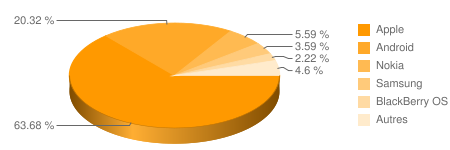 20.32 %
5.59 %
3.59 %
2.22 %
4.6 %
63.68 %
Apple
Android
Nokia
Samsung
BlackBerry OS
Autres